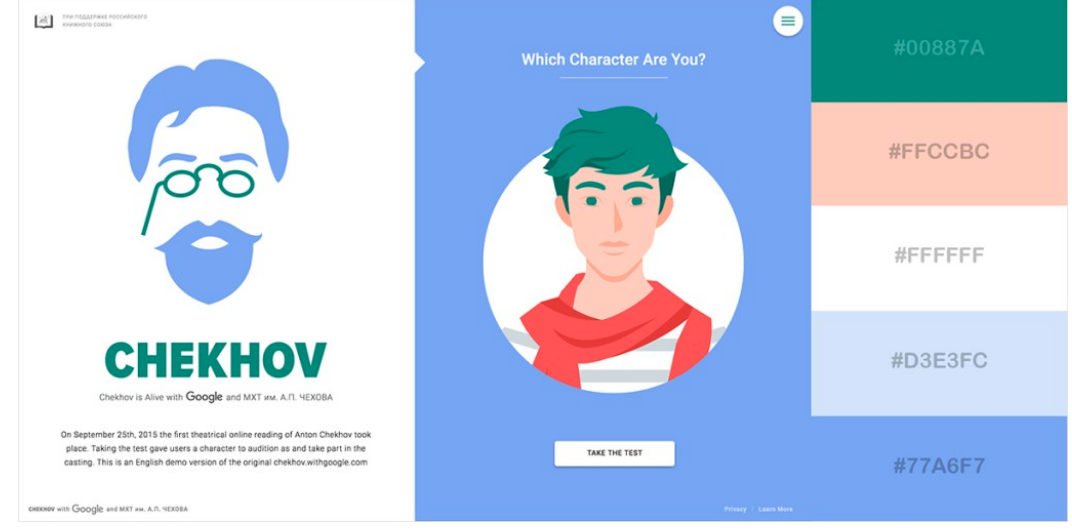 ПРИ ПОДДЕРЖКЕ РОССИЙСКОГО
КНИЖНОГО СОЮЗА
CHEKHOV
Chekhov is Alive with Google and МХТ им. А.П. ЧЕХОВА
On September 25th, 2015 the first theatrical online reading of Anton Chekhov took
place. Taking the test gave users a character to audition as and take part in the
casting. This is an English demo version of the original chekhov.withgoogle.com
CHEKHOV with Google and МХТ им. А.П. ЧЕХОВА
Which Character Are You?
TAKE THE TEST
Privacy | Learn More
#00887A
#FFCCBC
#FFFFFF
#D3E3FC
#77A6F7